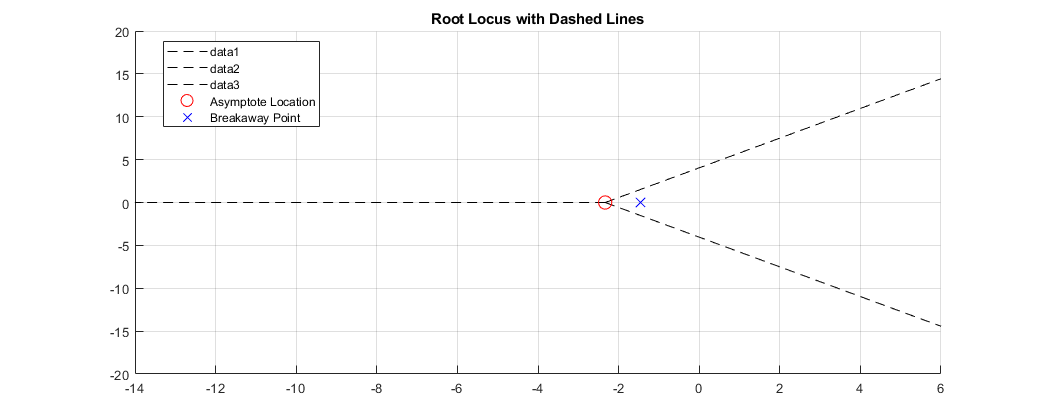 Root Locus with Dashed Lines
20
15
10
5
0
-5
-10
-15
-20
data1
data2
data3
Asymptote Location
Breakaway Point
-14 -12 -10 -8 -6 -4 -2 0 2 4 6